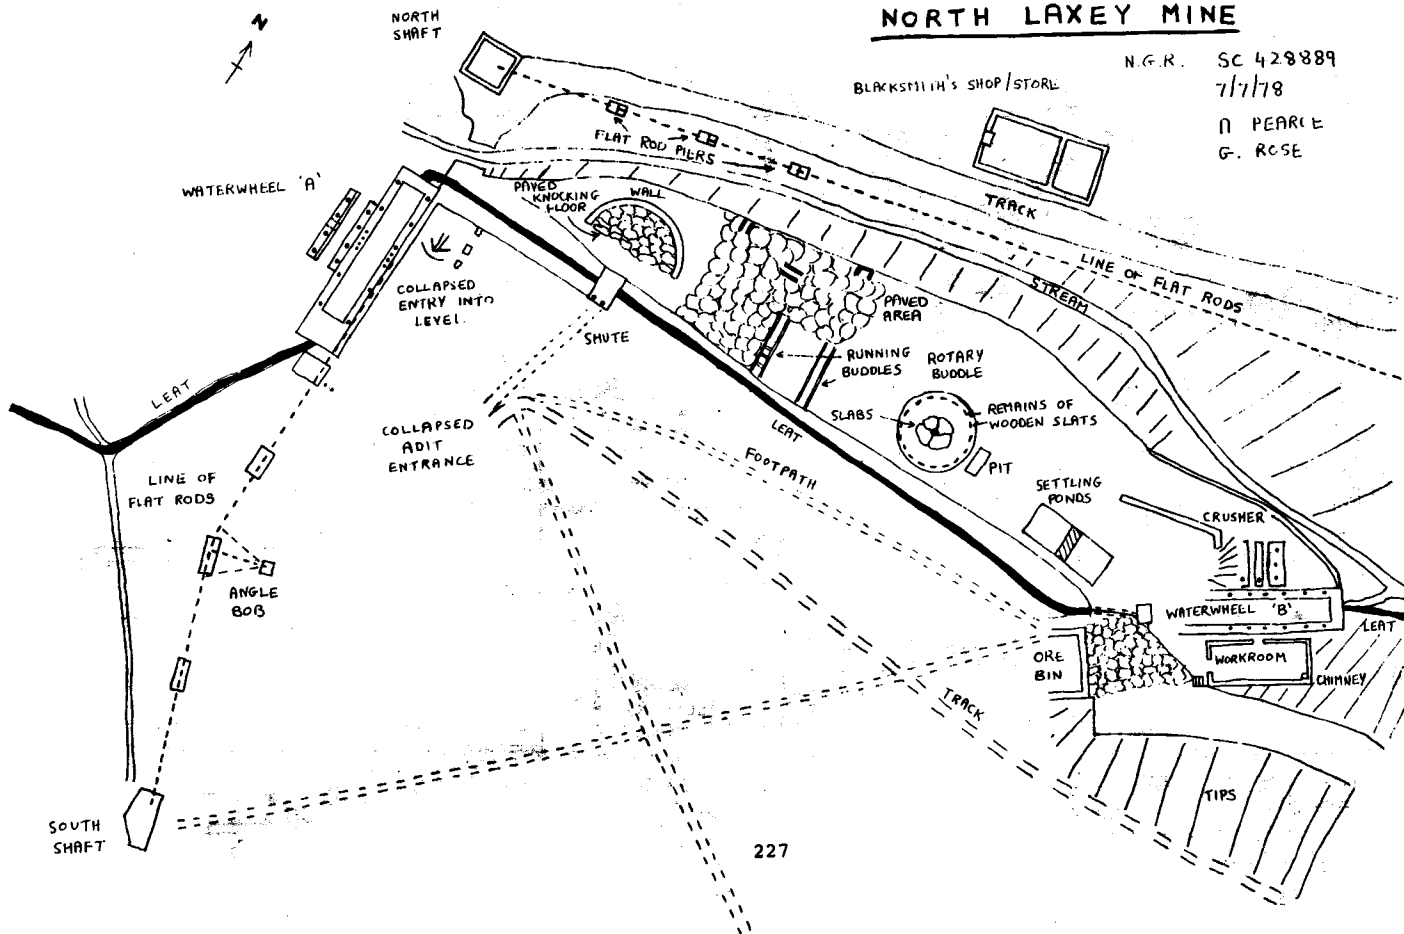 NORTH LAXEY MINE
N.G.R. SC 428889
7/7/78
PEARCE
G. ROSE
N
NORTH
SHAFT
BLACKSMITH'S SHOP/STORE
FLAT ROD PIERS
TRACK
WATERWHEEL 'A'
PAVED
KNOCKING
FLOOR
WALL
LINE OF FLAT RODS
STREAM
COLLAPSED
ENTRY INTO
LEVEL.
SHUTE
PAVED
AREA
RUNNING
BUDDLES
ROTARY
BUDDLE
LEAT
SLABS
REMAINS OF
WOODEN SLATS
LEAT
COLLAPSED
ADIT
ENTRANCE
FOOTPATH
PIT
LINE OF
FLAT RODS
SETTLING
PONDS
CRUSHER
ANGLE
BOB
WATERWHEEL 'B'
LEAT
ORE
BIN
WORKROOM
CHIMNEY
TRACK
TIPS
SOUTH
SHAFT
227